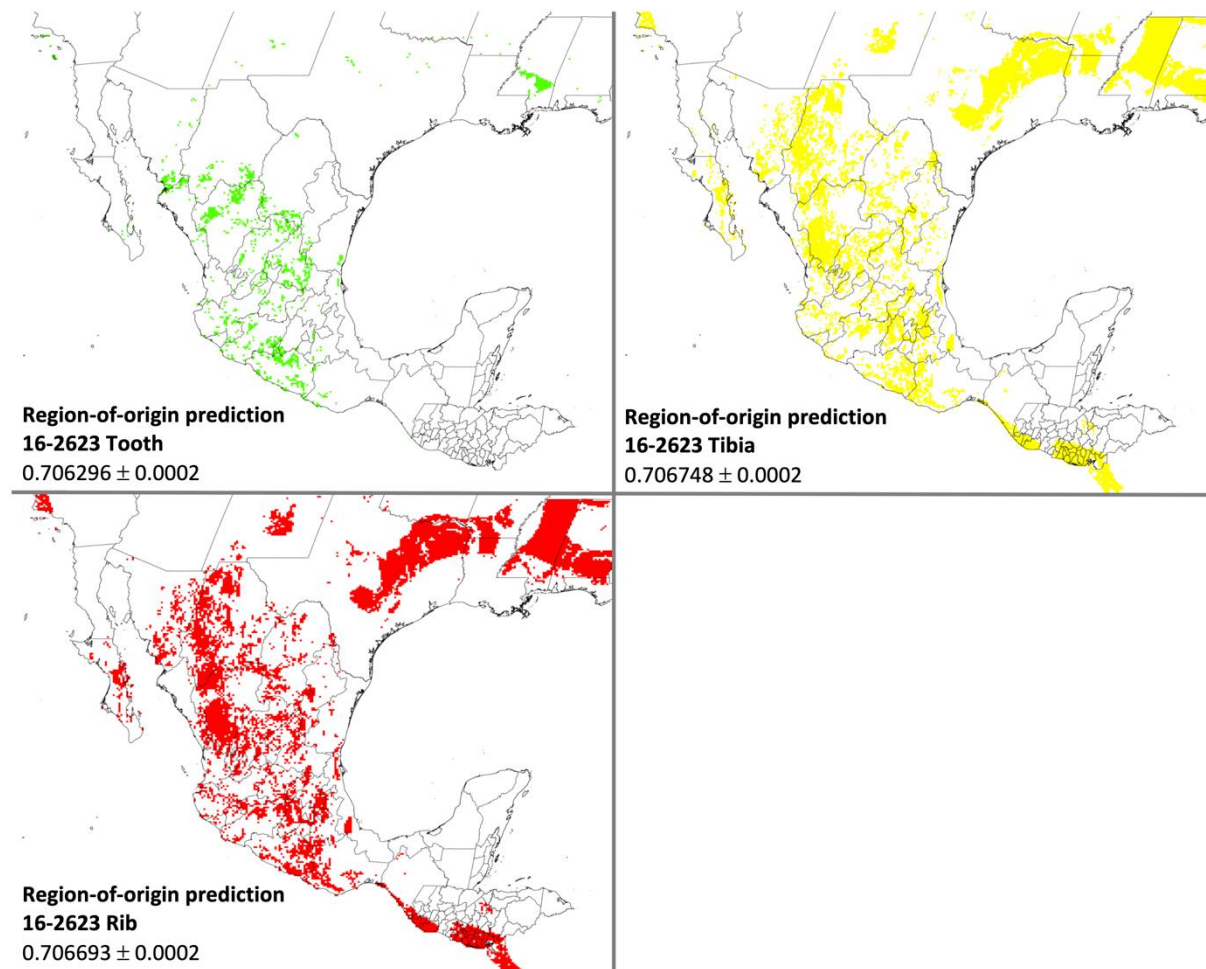 Region-of-origin prediction
16-2623 Tooth
0.706296 ± 0.0002
Region-of-origin prediction
16-2623 Tibia
0.706748 ± 0.0002
Region-of-origin prediction
16-2623 Rib
0.706693 ± 0.0002